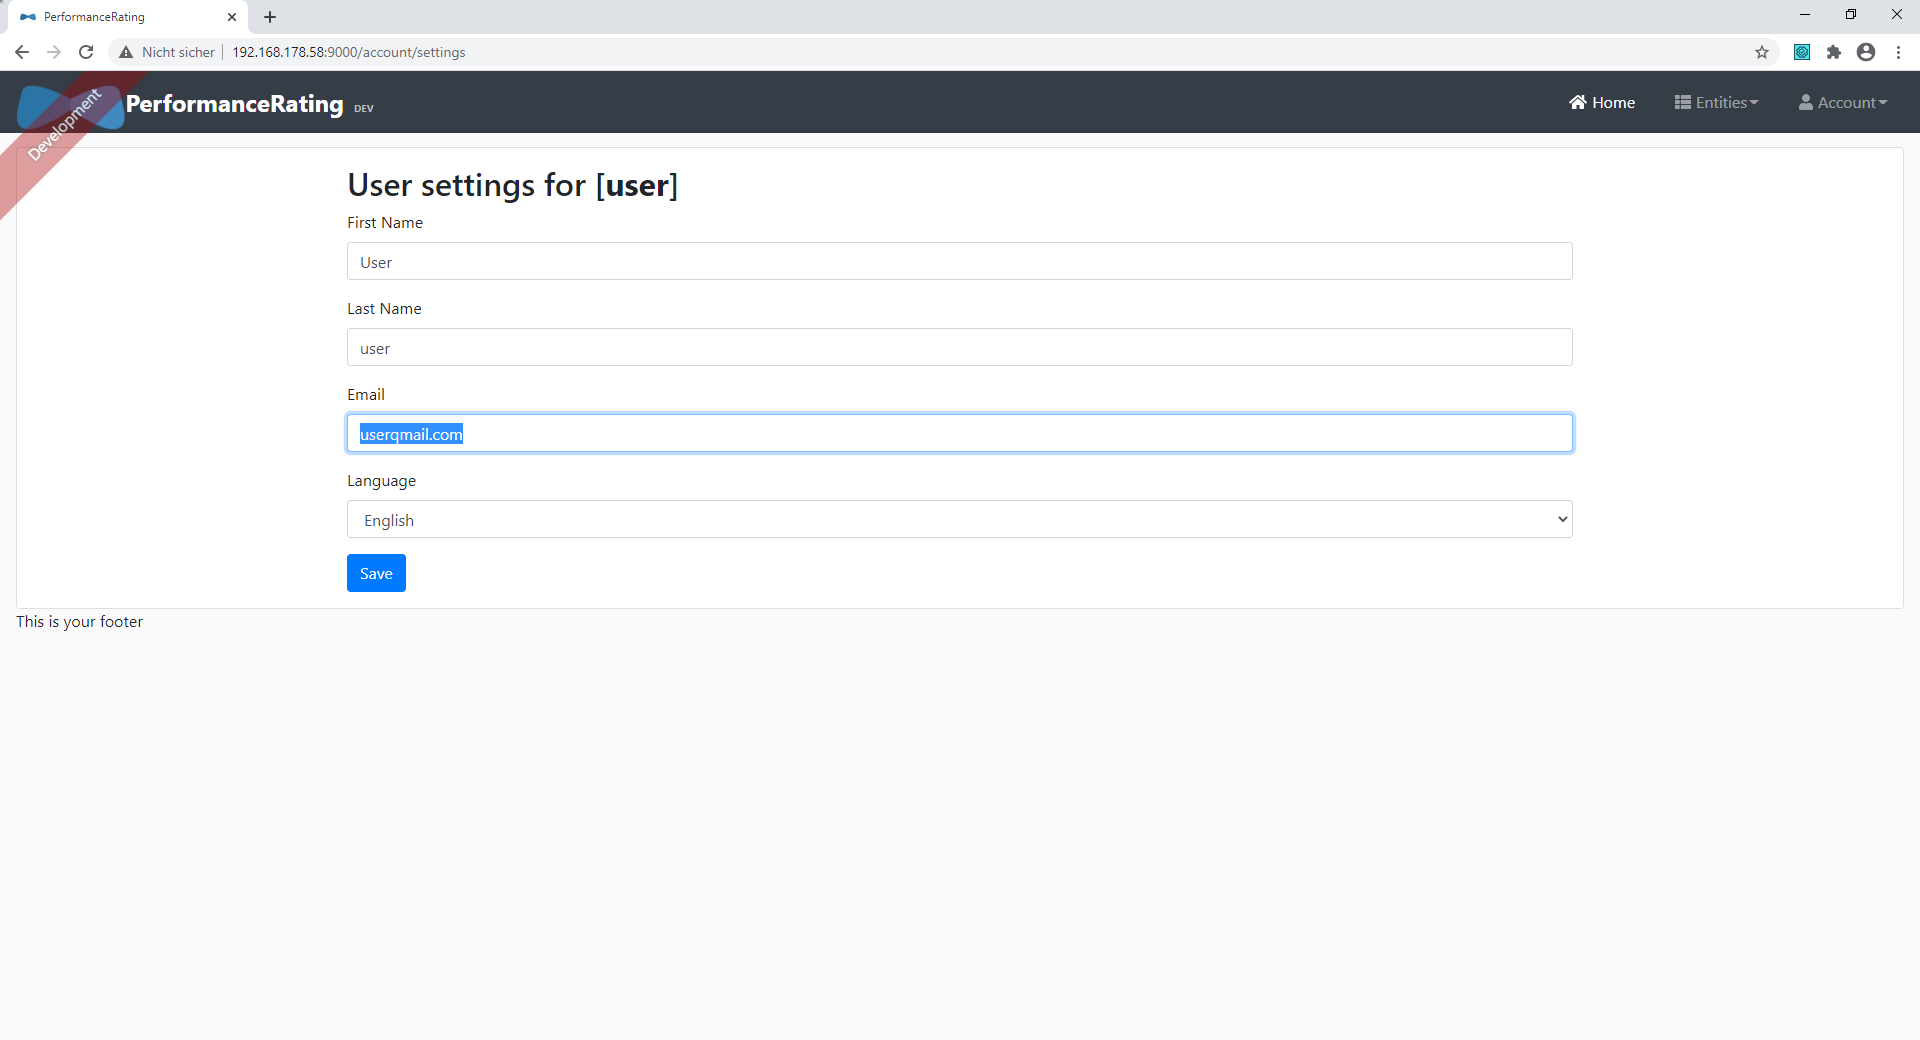 PerformanceRating
Nicht sicher 192.168.178.58:9000/account/settings
Development
PerformanceRating DEV
Home Entities Account
User settings for [user]
First Name
User
Last Name
user
Email
userqmail.com
Language
English
Save
This is your footer